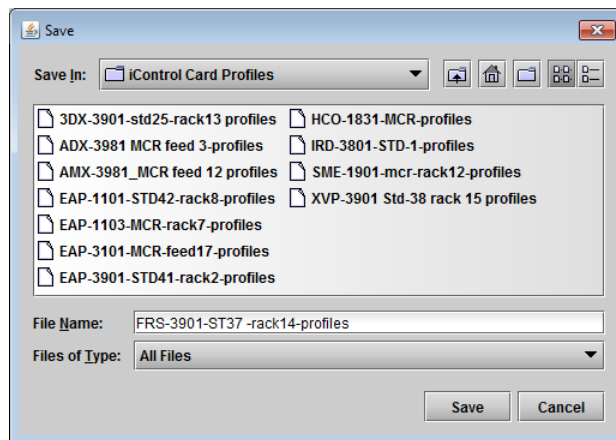 Save
Save In: iControl Card Profiles
3DX-3901-std25-rack13 profiles
ADX-3981 MCR feed 3-profiles
AMX-3981_MCR feed 12 profiles
EAP-1101-STD42-rack8-profiles
EAP-1103-MCR-rack7-profiles
EAP-3101-MCR-feed17-profiles
EAP-3901-STD41-rack2-profiles
HCO-1831-MCR-profiles
IRD-3801-STD-1-profiles
SME-1901-mcr-rack12-profiles
XVP-3901 Std-38 rack 15 profiles
File Name: FRS-3901-ST37 -rack14-profiles
Files of Type: All Files
Save Cancel